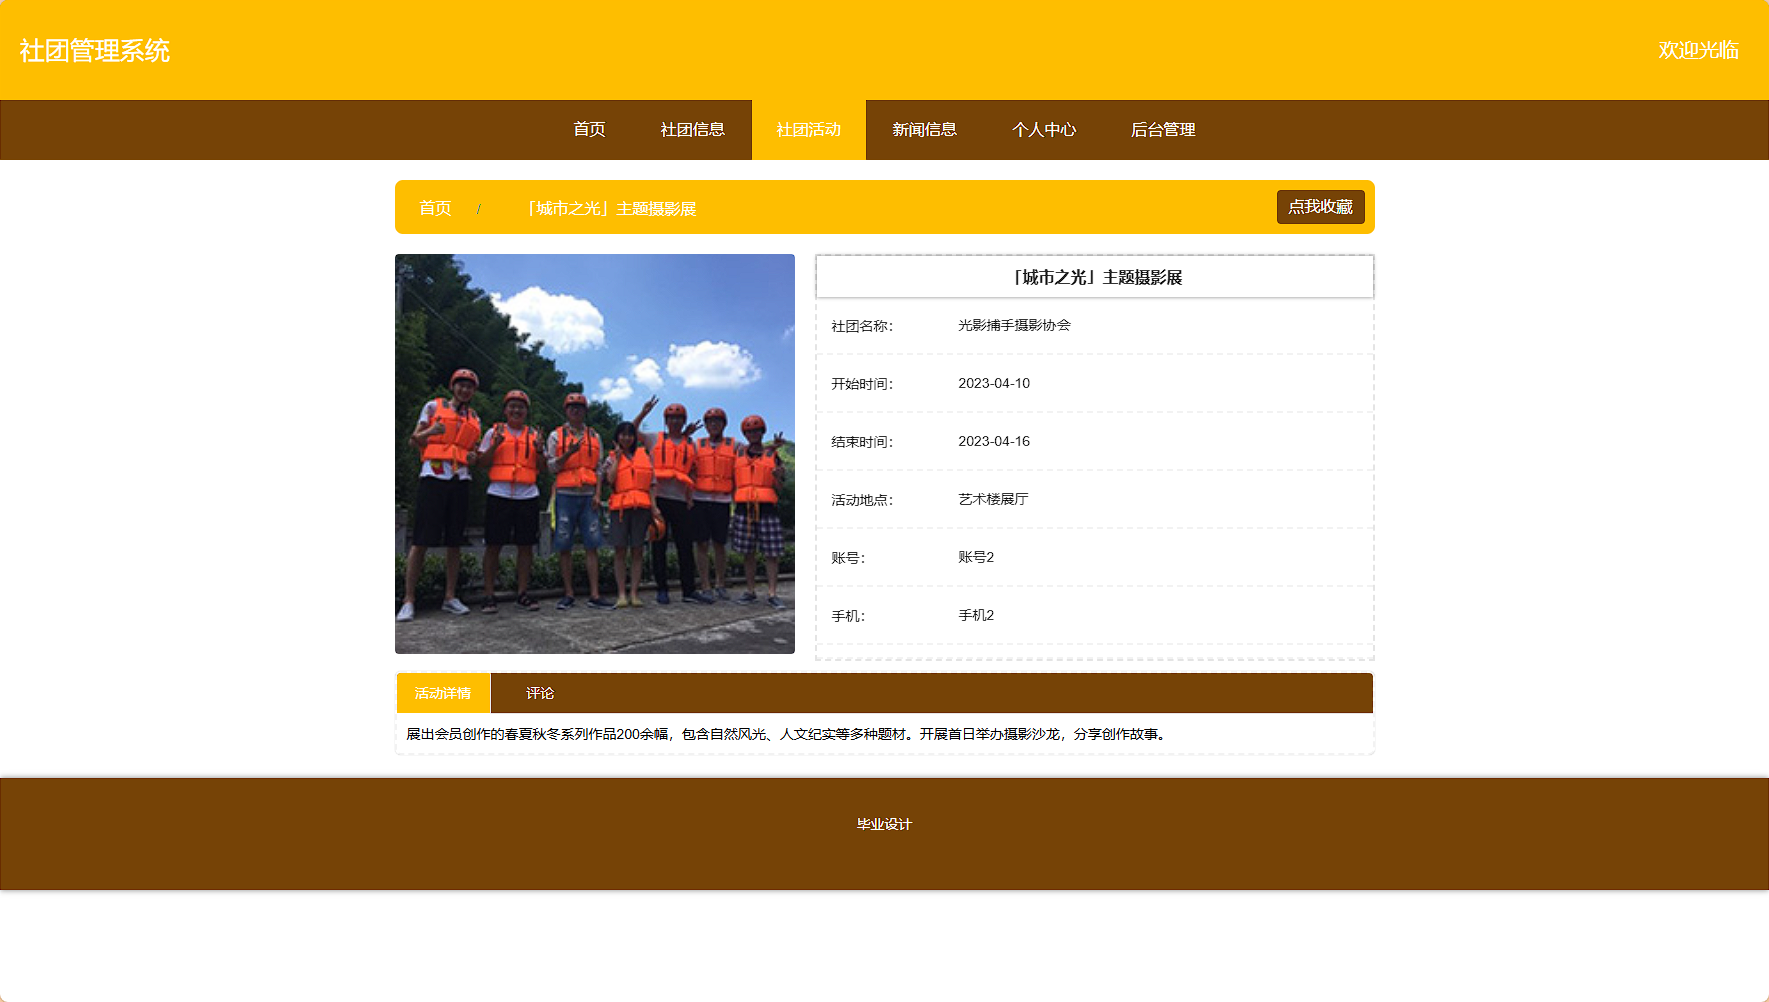 社团管理系统
欢迎光临
首页 社团信息 社团活动 新闻信息 个人中心 后台管理
首页 / 「城市之光」主题摄影展 点我收藏
「城市之光」主题摄影展
社团名称： 光影捕手摄影协会
开始时间： 2023-04-10
结束时间： 2023-04-16
活动地点： 艺术楼展厅
账号： 账号2
手机： 手机2
活动详情 评论
展出会员创作的春夏秋冬系列作品200余幅，包含自然风光、人文纪实等多种题材。开展首日举办摄影沙龙，分享创作故事。
毕业设计